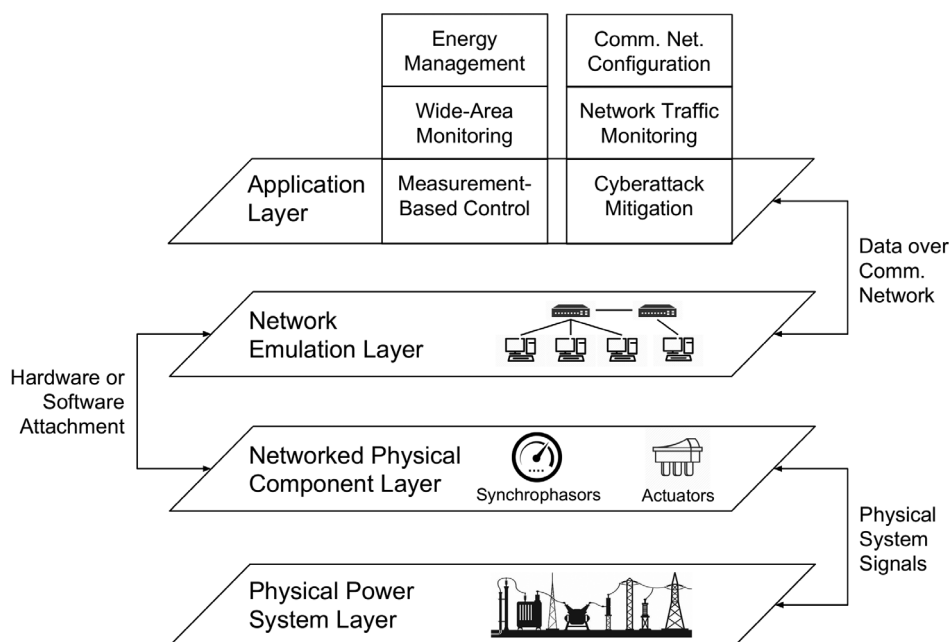 Energy
Management
Comm. Net.
Configuration
Wide-Area
Monitoring
Network Traffic
Monitoring
Application
Layer
Measurement-
Based Control
Cyberattack
Mitigation
Data over
Comm.
Network
Network
Emulation Layer
Hardware or
Software
Attachment
Networked Physical
Component Layer
Synchrophasors
Actuators
Physical
System
Signals
Physical Power
System Layer